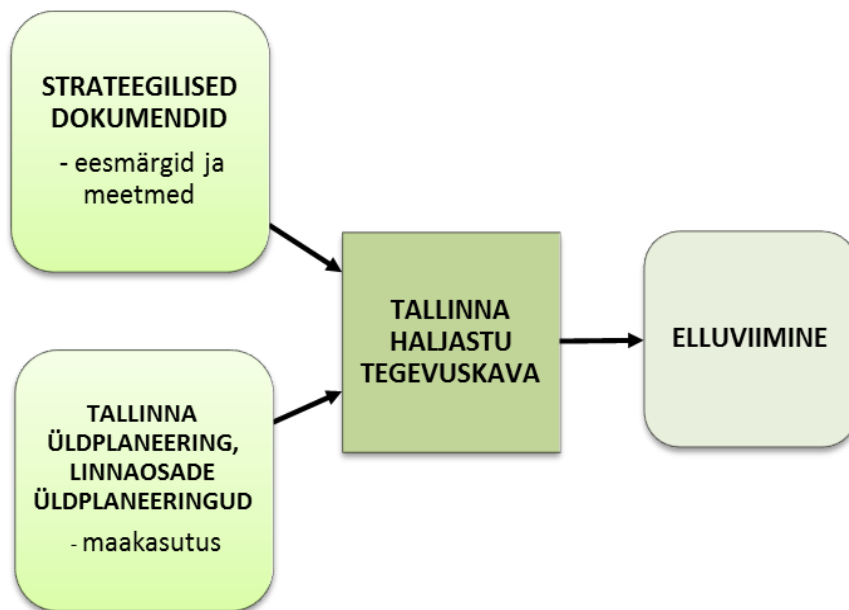 STRATEEGILISED
DOKUMENDID
- eesmärgid ja
meetmed
TALLINNA
ÜLDPLANEERING,
LINNAOSADE
ÜLDPLANEERINGUD
- maakasutus
TALLINNA
HALJASTU
TEGEVUSKAVA
ELLUVIIMINE